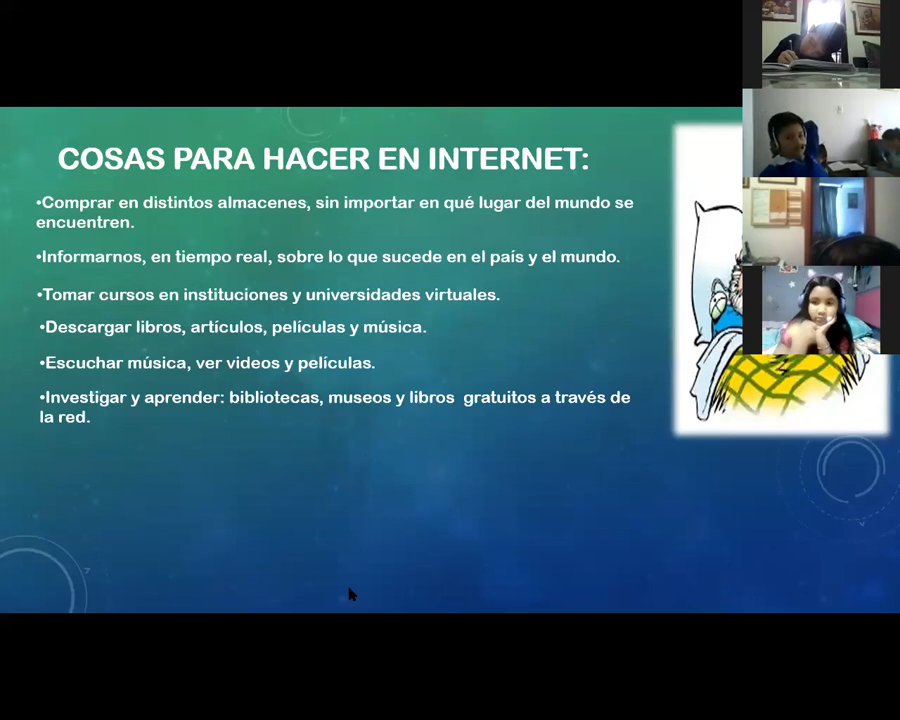 COSAS PARA HACER EN INTERNET:
•Comprar en distintos almacenes, sin importar en qué lugar del mundo se
encuentren.
•Informarnos, en tiempo real, sobre lo que sucede en el país y el mundo.
•Tomar cursos en instituciones y universidades virtuales.
•Descargar libros, artículos, películas y música.
•Escuchar música, ver videos y películas.
•Investigar y aprender: bibliotecas, museos y libros  gratuitos a través de
la red.